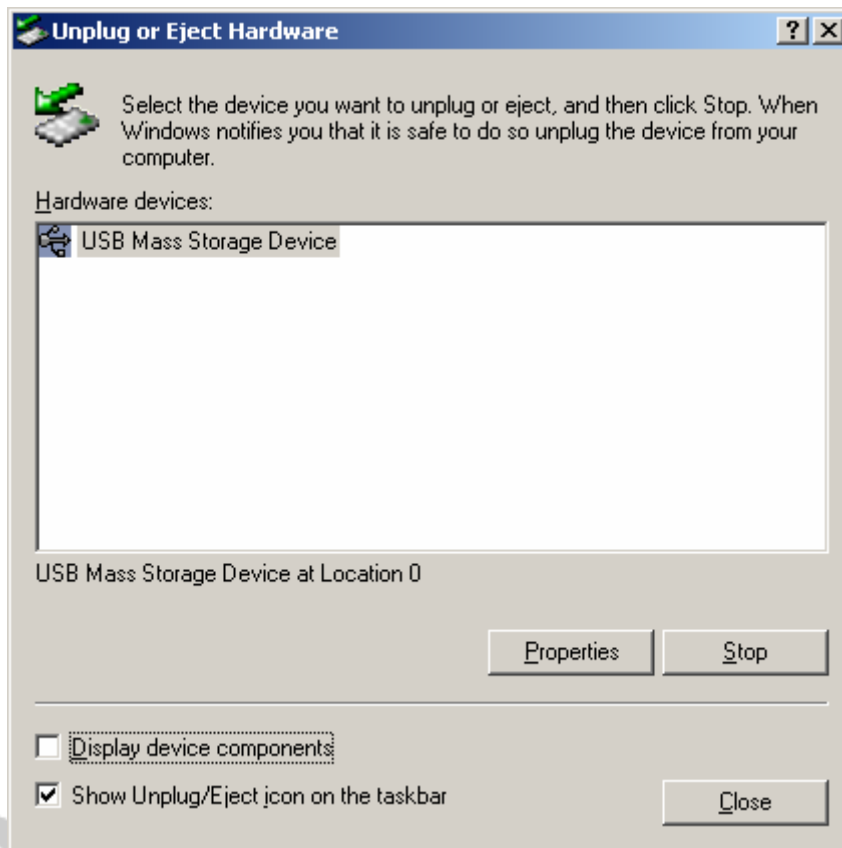 Unplug or Eject Hardware
Select the device you want to unplug or eject, and then click Stop. When
Windows notifies you that it is safe to do so unplug the device from your
computer.
Hardware devices:
USB Mass Storage Device
USB Mass Storage Device at Location 0
Properties
Stop
Display device components
Show Unplug/Eject icon on the taskbar
Close